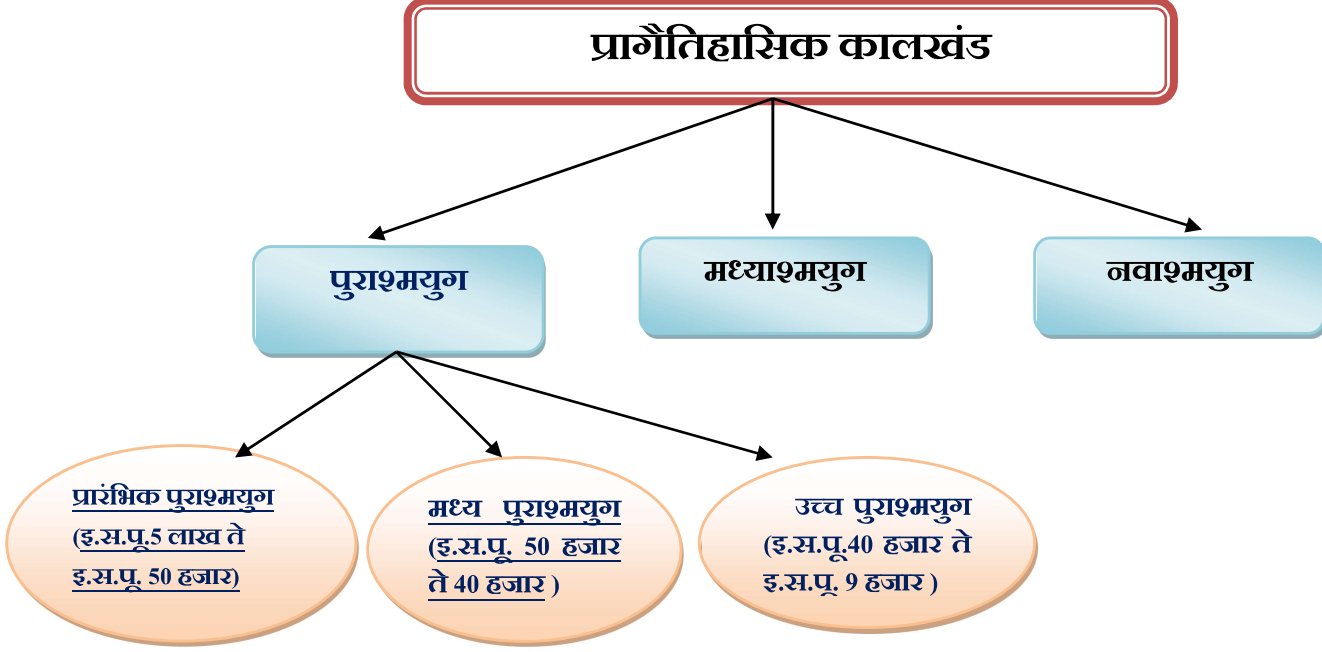 प्रागैतिहासिक कालखंड
पुराश्मयुग
मध्याश्मयुग
नवाश्मयुग
प्रारंभिक पुराश्मयुग
(इ.स.पू.5 लाख ते
इ.स.पू. 50 हजार)
मध्य पुराश्मयुग
(इ.स.पू. 50 हजार
ते 40 हजार )
उच्च पुराश्मयुग
(इ.स.पू.40 हजार ते
इ.स.पू. 9 हजार )